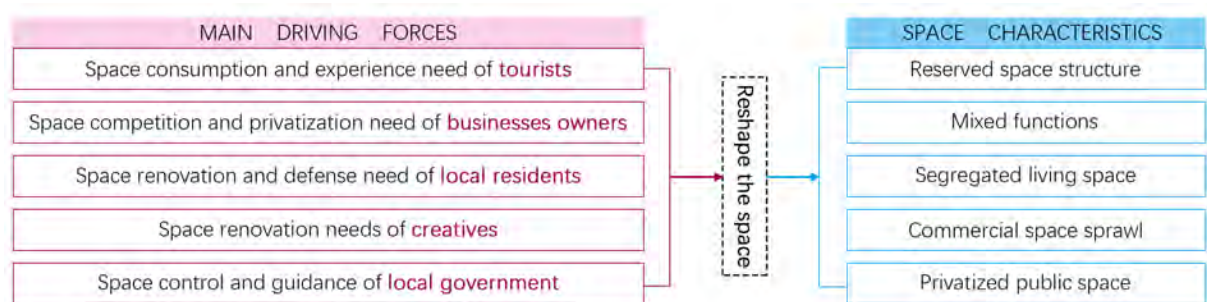 MAIN DRIVING FORCES
Space consumption and experience need of tourists
Space competition and privatization need of businesses owners
Space renovation and defense need of local residents
Space renovation needs of creatives
Space control and guidance of local government
Reshape the space
SPACE CHARACTERISTICS
Reserved space structure
Mixed functions
Segregated living space
Commercial space sprawl
Privatized public space